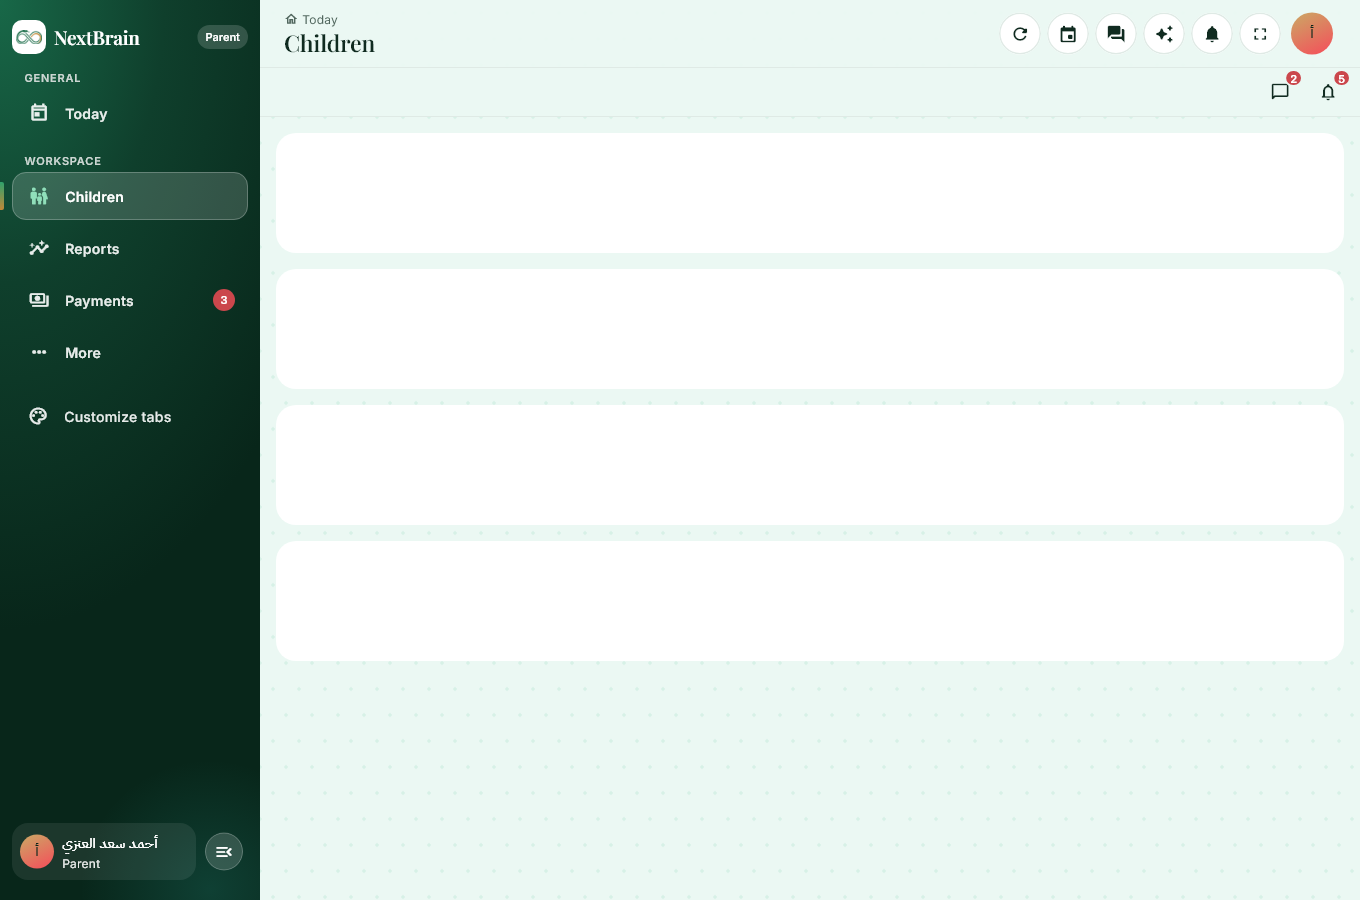 NextBrain
Parent
GENERAL
Today
WORKSPACE
Children
Reports
Payments
3
More
Customize tabs
أ
أحمد سعد العنزي
Parent
Today
Children
أ
2
5